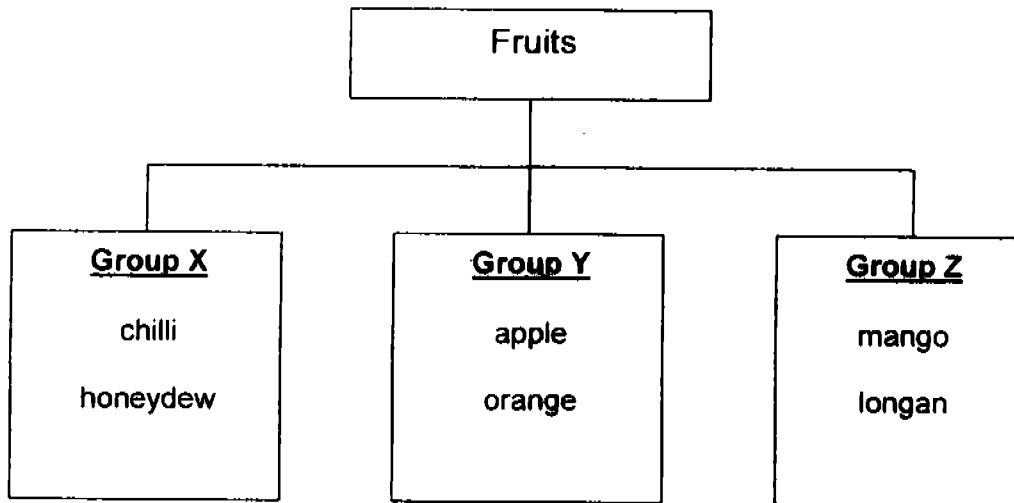 Fruits
Group X
chilli
honeydew
Group Y
apple
orange
Group Z
mango
longan